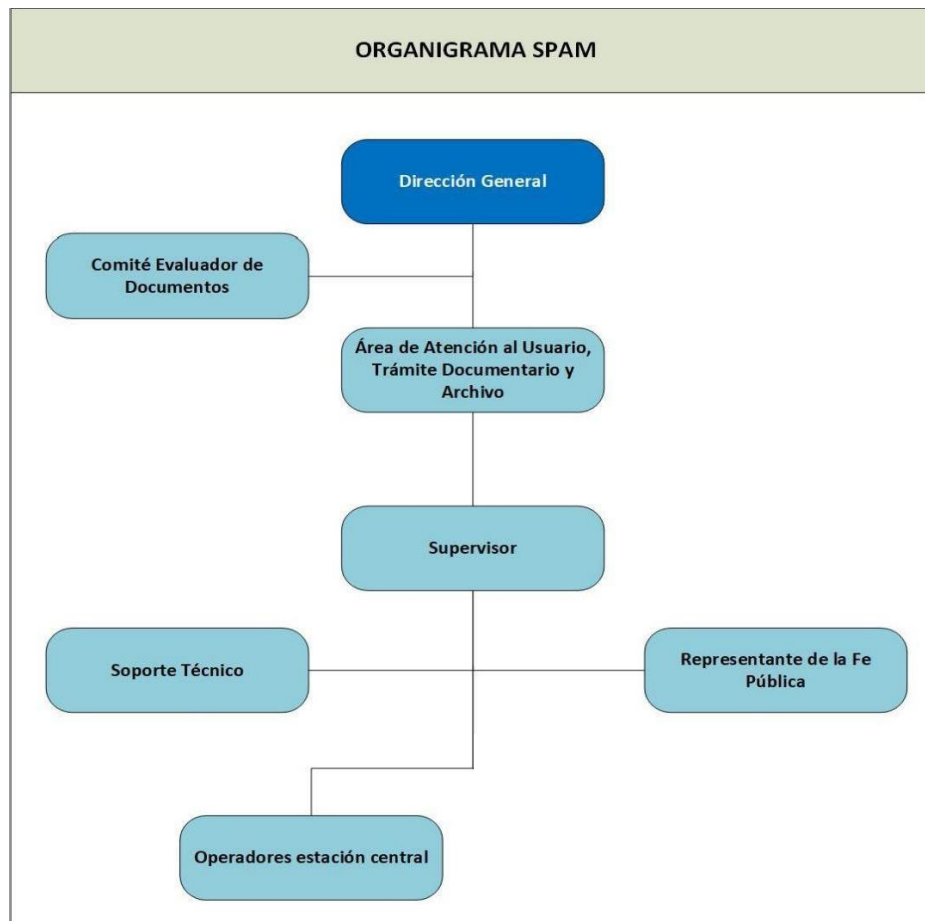 ORGANIGRAMA SPAM
Dirección General
Comité Evaluador de
Documentos
Área de Atención al Usuario,
Trámite Documentario y
Archivo
Supervisor
Soporte Técnico
Representante de la Fe
Pública
Operadores estación central